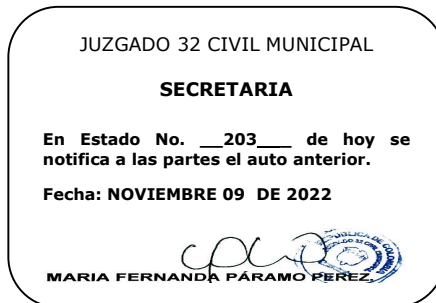 JUZGADO 32 CIVIL MUNICIPAL
SECRETARIA
En Estado No. __203___ de hoy se
notifica a las partes el auto anterior.
Fecha: NOVIEMBRE 09 DE 2022
MARIA FERNANDA PÁRAMO PEREZ